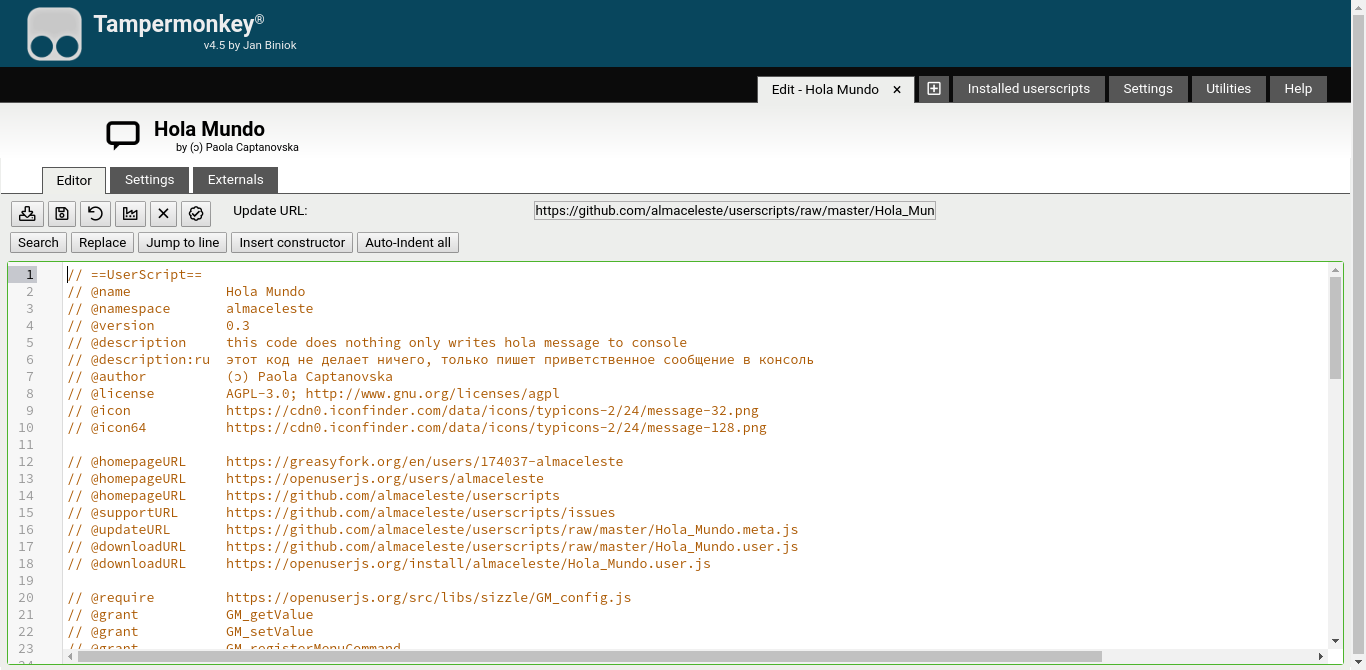 Tampermonkey®
v4.5 by Jan Biniok
Edit - Hola Mundo
Installed userscripts
Settings
Utilities
Help
Hola Mundo
by (ɔ) Paola Captanovska
Editor
Settings
Externals
Update URL:
https://github.com/almaceleste/userscripts/raw/master/Hola_Mun
Search
Replace
Jump to line
Insert constructor
Auto-Indent all
1 // ==UserScript==
2 // @name Hola Mundo
3 // @namespace almaceleste
4 // @version 0.3
5 // @description this code does nothing only writes hola message to console
6 // @description:ru этот код не делает ничего, только пишет приветственное сообщение в консоль
7 // @author (ɔ) Paola Captanovska
8 // @license AGPL-3.0; http://www.gnu.org/licenses/agpl
9 // @icon https://cdn0.iconfinder.com/data/icons/typicons-2/24/message-32.png
10 // @icon64 https://cdn0.iconfinder.com/data/icons/typicons-2/24/message-128.png
11
12 // @homepageURL https://greasyfork.org/en/users/174037-almaceleste
13 // @homepageURL https://openuserjs.org/users/almaceleste
14 // @homepageURL https://github.com/almaceleste/userscripts
15 // @supportURL https://github.com/almaceleste/userscripts/issues
16 // @updateURL https://github.com/almaceleste/userscripts/raw/master/Hola_Mundo.meta.js
17 // @downloadURL https://github.com/almaceleste/userscripts/raw/master/Hola_Mundo.user.js
18 // @downloadURL https://openuserjs.org/install/almaceleste/Hola_Mundo.user.js
19
20 // @require https://openuserjs.org/src/libs/sizzle/GM_config.js
21 // @grant GM_getValue
22 // @grant GM_setValue
23 // @grant GM_registerMenuCommand
24